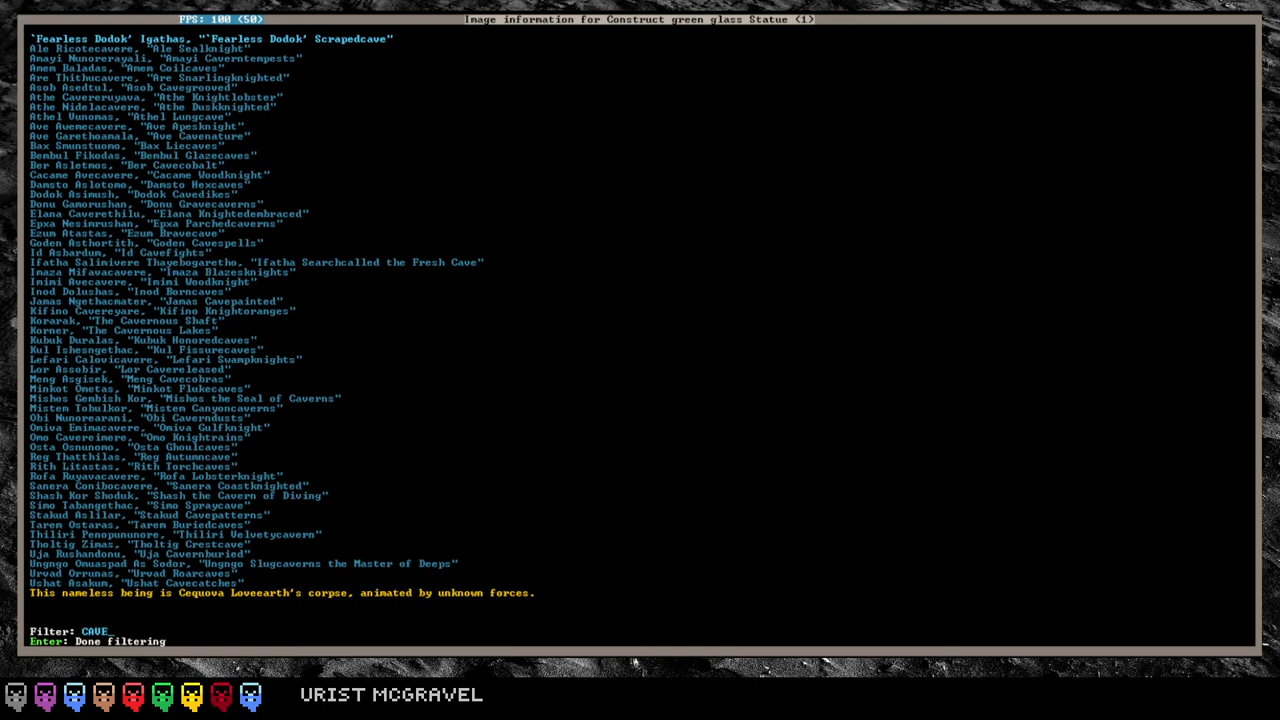 FPS: 100 (50)
Image information for Construct green glass Statue (1)
`Fearless Dodok' Igathas, "`Fearless Dodok' Scrapedcave"
Ale Ricotecavere, "Ale Sealknight"
Amayi Nunorerayali, "Amayi Caverntempests"
Amem Baladas, "Amem Coilcaves"
Are Thithucavere, "Are Snarlingknighted"
Asob Asedtul, "Asob Cavegrooved"
Athe Cavereruyava, "Athe Knightlobster"
Athe Nidelacavere, "Athe Duskknighted"
Athel Vunomas, "Athel Lungcave"
Ave Awemecavere, "Ave Apesknight"
Ave Garethoamala, "Ave Cavenature"
Bax Smunstuomo, "Bax Liecaves"
Bembul Fikodas, "Bembul Glazecaves"
Ber Asletmos, "Ber Cavecobalt"
Cacame Avecavere, "Cacame Woodknight"
Damsto Aslotomo, "Damsto Hexcaves"
Dodok Asimush, "Dodok Cavedikes"
Donu Gamorushan, "Donu Gravecaverns"
Elana Caverethilu, "Elana Knightedembraced"
Epxa Nesimrushan, "Epxa Parchedcaverns"
Ezum Atastas, "Ezum Bravecave"
Goden Asthortith, "Goden Cavespells"
Id Asbardum, "Id Cavefights"
Ifatha Salimivere Thayebogaretho, "Ifatha Searchcalled the Fresh Cave"
Imaza Mifavacavere, "Imaza Blazesknights"
Inimi Avecavere, "Inimi Woodknight"
Inod Dolushas, "Inod Borncaves"
Jamas Ngethacmater, "Jamas Cavepainted"
Kifino Cavereyare, "Kifino Knightoranges"
Korarak, "The Cavernous Shaft"
Korner, "The Cavernous Lakes"
Kubuk Duralas, "Kubuk Honoredcaves"
Kul Ishesngethac, "Kul Fissurecaves"
Lefari Calovicavere, "Lefari Swampknights"
Lor Assobir, "Lor Cavereleased"
Meng Asgisek, "Meng Cavecobras"
Minkot Ometas, "Minkot Flukecaves"
Mishos Gembish Kor, "Mishos the Seal of Caverns"
Mistem Tobulkor, "Mistem Canyoncaverns"
Obi Nunorearani, "Obi Caverndusts"
Omiva Emimacavere, "Omiva Gulfknight"
Omo Cavereimere, "Omo Knightrains"
Osta Osnunomo, "Osta Ghoulcaves"
Reg Thatthilas, "Reg Autumncave"
Rith Litastas, "Rith Torchcaves"
Rofa Ruyavacavere, "Rofa Lobsterknight"
Sanera Conibocavere, "Sanera Coastknighted"
Shash Kor Shoduk, "Shash the Cavern of Diving"
Simo Tabangethac, "Simo Spraycave"
Stakud Aslilar, "Stakud Cavepatterns"
Tarem Ostaras, "Tarem Buriedcaves"
Thiliri Penopununore, "Thiliri Velvetycavern"
Tholtig Zimas, "Tholtig Crestcave"
Uja Rushandonu, "Uja Cavernburied"
Ungngo Omuaspad As Sodor, "Ungngo Slugcaverns the Master of Deeps"
Urvad Orrunas, "Urvad Roarcaves"
Ushat Asakum, "Ushat Cavecatches"
This nameless being is Cequova Loveearth's corpse, animated by unknown forces.
Filter: CAVE_
Enter: Done filtering
URIST MCGRAVEL